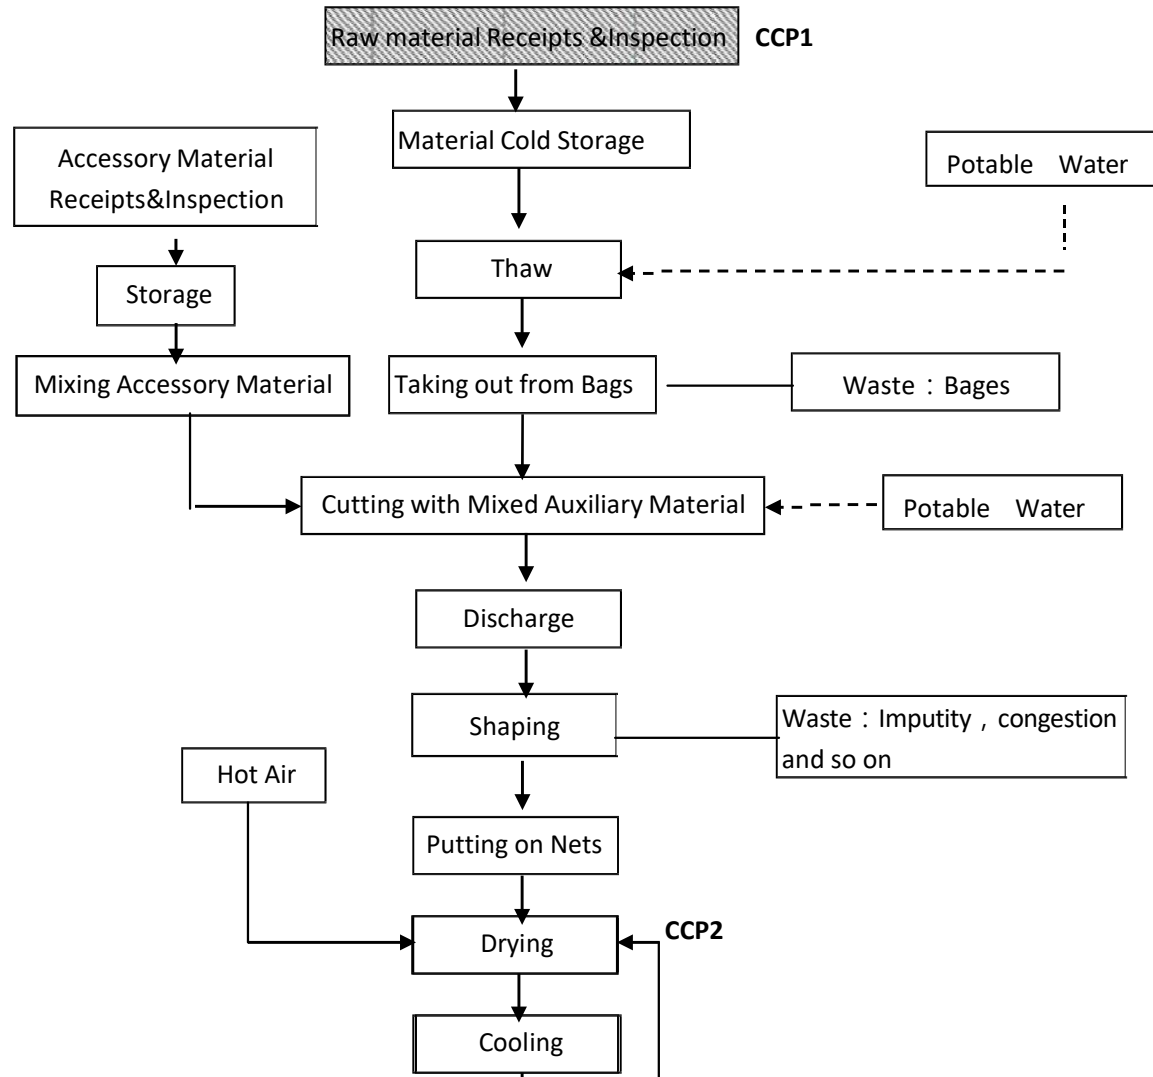 Raw material Receipts &Inspection CCP1
Material Cold Storage
Accessory Material
Receipts&Inspection
Potable Water
Thaw
Storage
Mixing Accessory Material
Taking out from Bags
Waste：Bages
Cutting with Mixed Auxiliary Material
Potable Water
Discharge
Shaping
Waste：Imputity，congestion
and so on
Hot Air
Putting on Nets
CCP2
Drying
Cooling